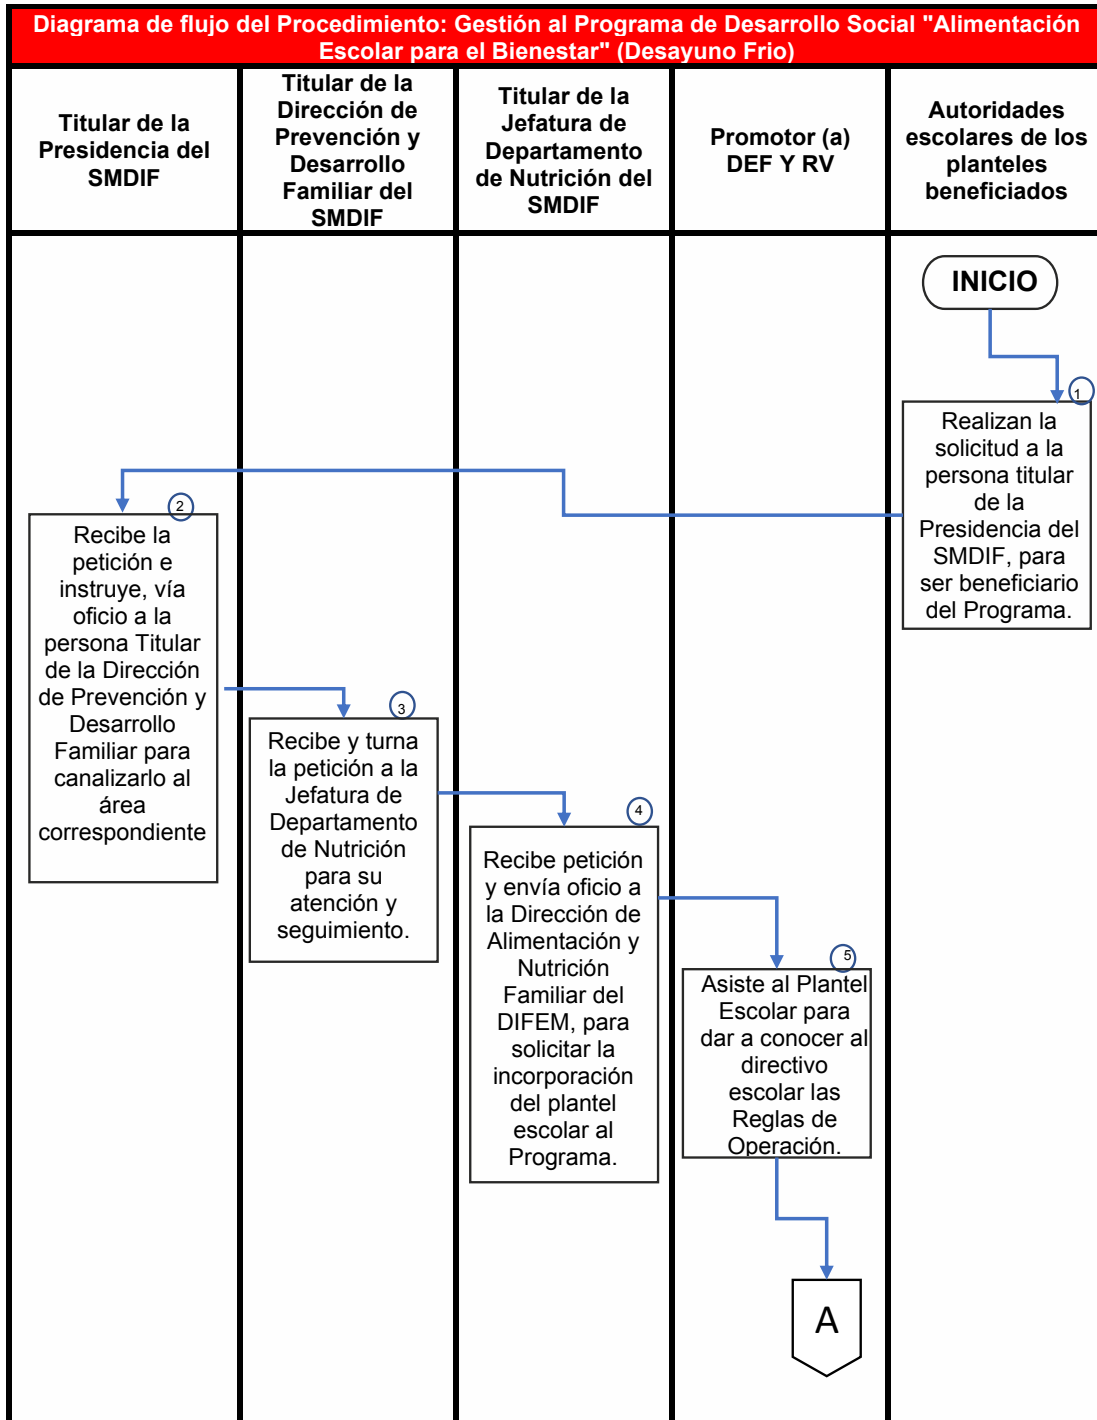 Diagrama de flujo del Procedimiento: Gestión al Programa de Desarrollo Social "Alimentación
Escolar para el Bienestar" (Desayuno Frio)
Titular de la
Presidencia del
SMDIF
Titular de la
Dirección de
Prevención y
Desarrollo
Familiar del
SMDIF
Titular de la
Jefatura de
Departamento
de Nutrición del
SMDIF
Promotor (a)
DEF Y RV
Autoridades
escolares de los
planteles
beneficiados
INICIO
1
Realizan la
solicitud a la
persona titular
de la
Presidencia del
SMDIF, para
ser beneficiario
del Programa.
2
Recibe la
petición e
instruye, vía
oficio a la
persona Titular
de la Dirección
de Prevención y
Desarrollo
Familiar para
canalizarlo al
área
correspondiente
3
Recibe y turna
la petición a la
Jefatura de
Departamento
de Nutrición
para su
atención y
seguimiento.
4
Recibe petición
y envía oficio a
la Dirección de
Alimentación y
Nutrición
Familiar del
DIFEM, para
solicitar la
incorporación
del plantel
escolar al
Programa.
5
Asiste al Plantel
Escolar para
dar a conocer al
directivo
escolar las
Reglas de
Operación.
A